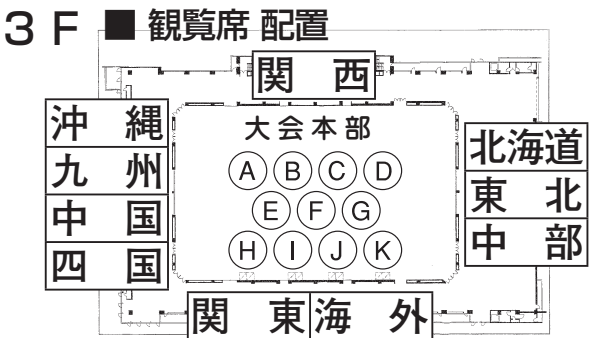 3F ■ 観覧席 配置
関西
大会本部
沖縄
九州
中国
四国
A B C D
E F G
H I J K
北海道
東北
中部
関東 海外